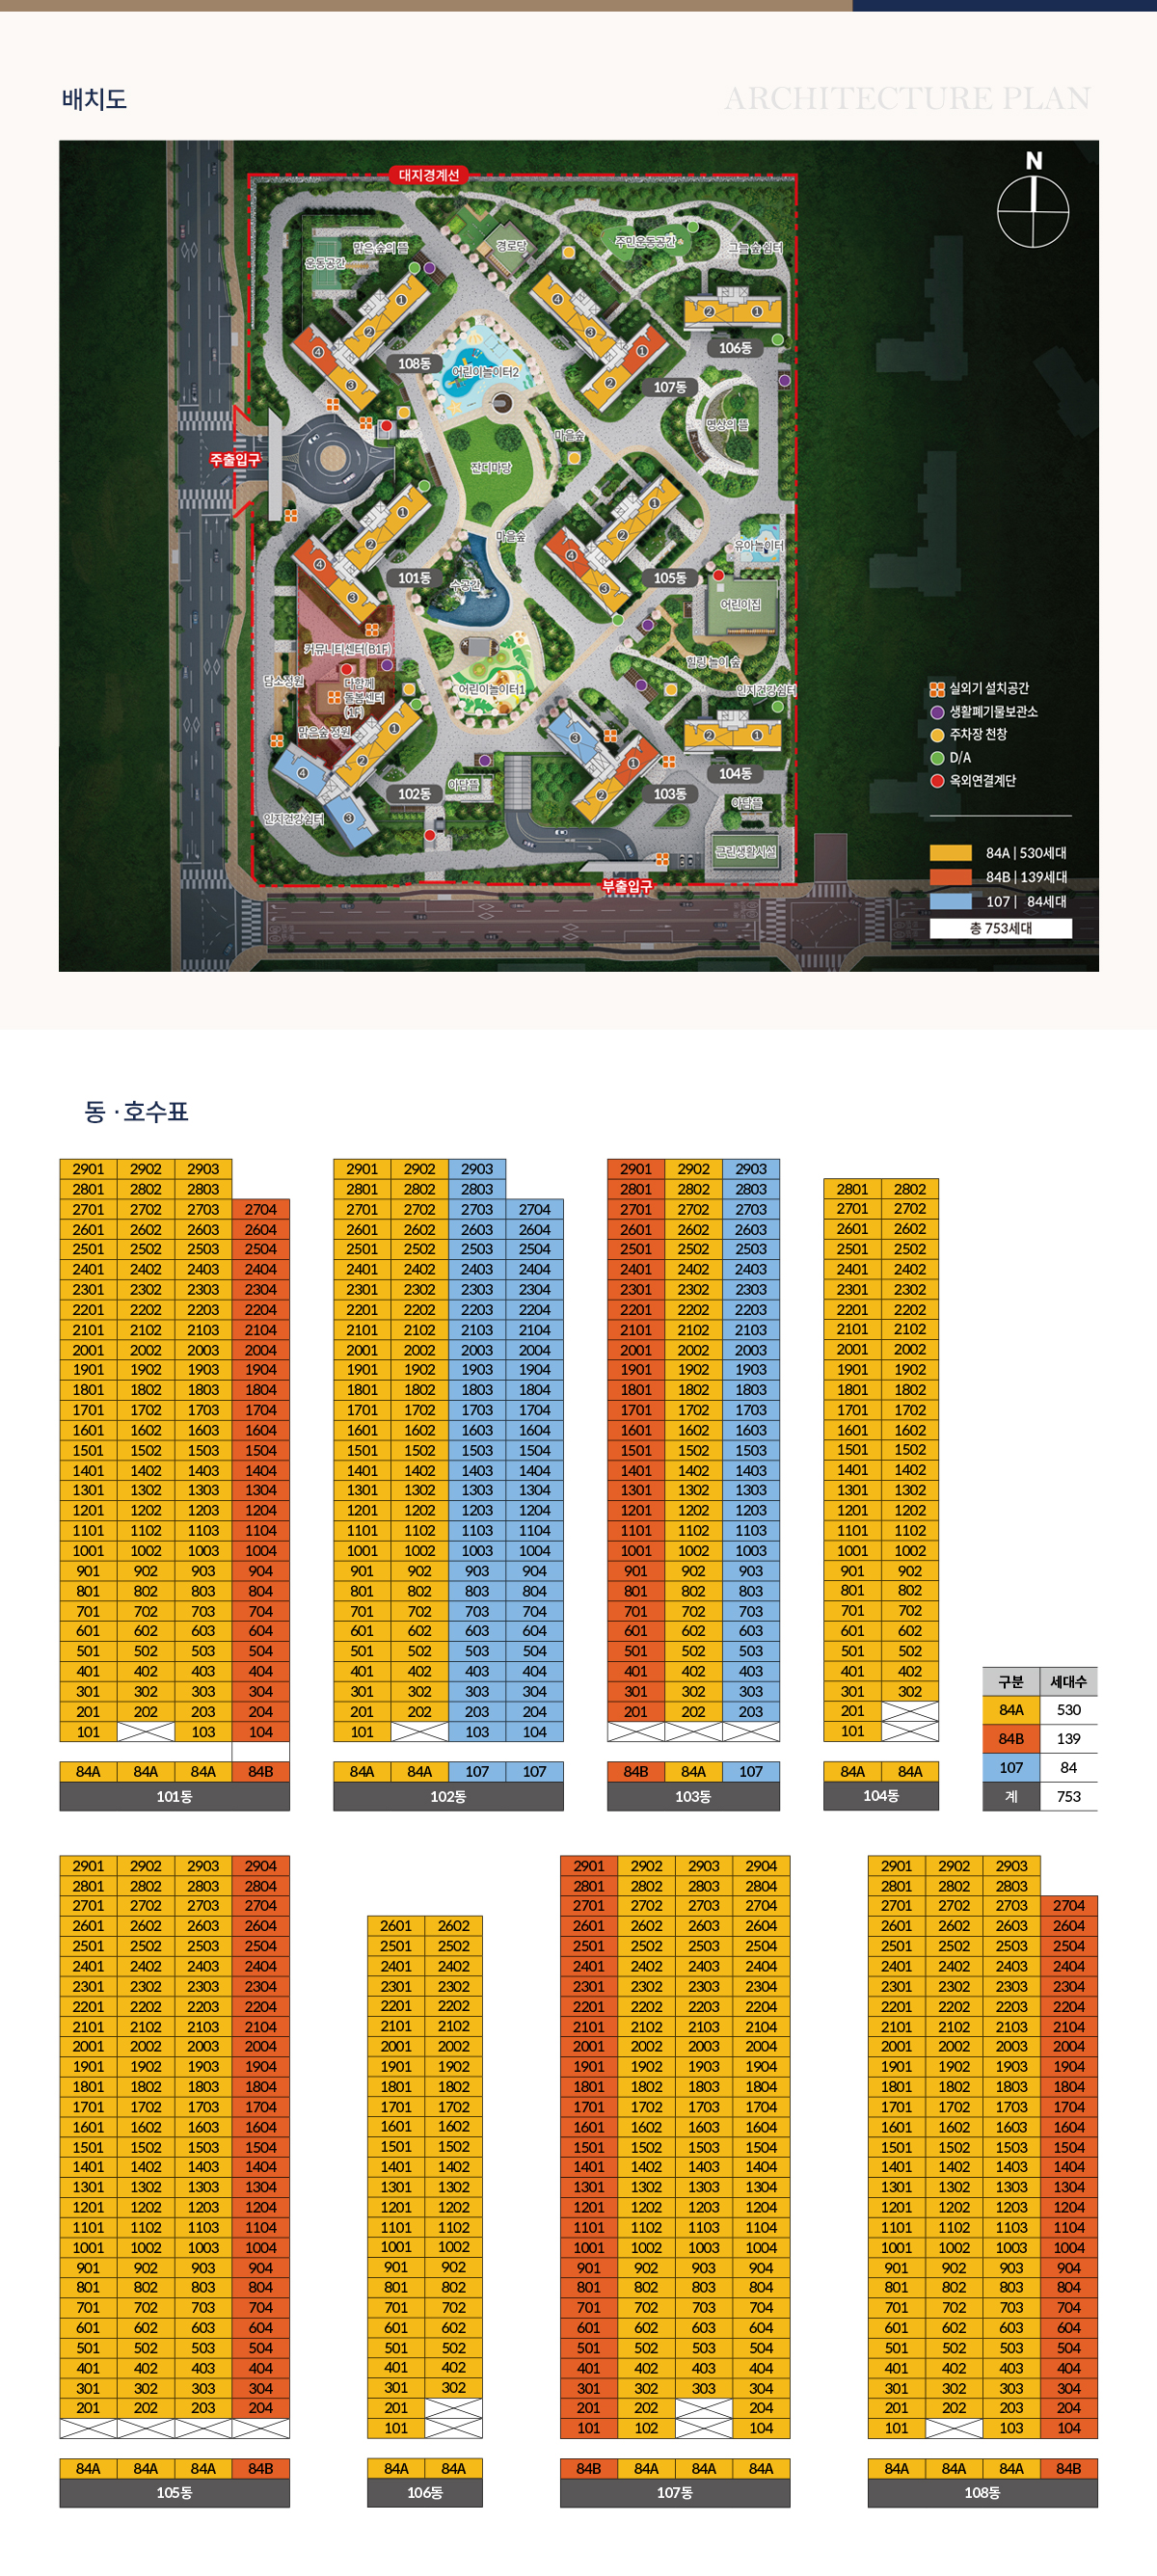 배치도
ARCHITECTURE PLAN
대지경계선
N
맑은 숲의 뜰
운동공간
경로당
주민운동공간
그늘 숲 쉼터
108동
어린이놀이터2
107동
106동
명상의 뜰
마을숲
주출입구
잔디마당
마을숲
유아놀이터
101동
수공간
105동
어린이집
커뮤니티센터(B1F)
힐링 놀이 숲
담소정원
다함께
돌봄센터
(1F)
어린이놀이터1
인지건강쉼터
맑은숲 정원
102동
아담뜰
103동
104동
아담뜰
인지건강쉼터
근린생활시설
부출입구
실외기 설치공간
생활폐기물보관소
주차장 천창
D/A
옥외연결계단
84A | 530세대
84B | 139세대
107 | 84세대
총 753세대
동 · 호수표
2901 2902 2903 2901 2902 2903 2901 2902 2903
2801 2802 2803 2801 2802 2803 2801 2802 2803 2801 2802
2701 2702 2703 2704 2701 2702 2703 2704 2701 2702 2703 2701 2702
2601 2602 2603 2604 2601 2602 2603 2604 2601 2602 2603 2601 2602
2501 2502 2503 2504 2501 2502 2503 2504 2501 2502 2503 2501 2502
2401 2402 2403 2404 2401 2402 2403 2404 2401 2402 2403 2401 2402
2301 2302 2303 2304 2301 2302 2303 2304 2301 2302 2303 2301 2302
2201 2202 2203 2204 2201 2202 2203 2204 2201 2202 2203 2201 2202
2101 2102 2103 2104 2101 2102 2103 2104 2101 2102 2103 2101 2102
2001 2002 2003 2004 2001 2002 2003 2004 2001 2002 2003 2001 2002
1901 1902 1903 1904 1901 1902 1903 1904 1901 1902 1903 1901 1902
1801 1802 1803 1804 1801 1802 1803 1804 1801 1802 1803 1801 1802
1701 1702 1703 1704 1701 1702 1703 1704 1701 1702 1703 1701 1702
1601 1602 1603 1604 1601 1602 1603 1604 1601 1602 1603 1601 1602
1501 1502 1503 1504 1501 1502 1503 1504 1501 1502 1503 1501 1502
1401 1402 1403 1404 1401 1402 1403 1404 1401 1402 1403 1401 1402
1301 1302 1303 1304 1301 1302 1303 1304 1301 1302 1303 1301 1302
1201 1202 1203 1204 1201 1202 1203 1204 1201 1202 1203 1201 1202
1101 1102 1103 1104 1101 1102 1103 1104 1101 1102 1103 1101 1102
1001 1002 1003 1004 1001 1002 1003 1004 1001 1002 1003 1001 1002
901 902 903 904 901 902 903 904 901 902 903 901 902
801 802 803 804 801 802 803 804 801 802 803 801 802
701 702 703 704 701 702 703 704 701 702 703 701 702
601 602 603 604 601 602 603 604 601 602 603 601 602
501 502 503 504 501 502 503 504 501 502 503 501 502
401 402 403 404 401 402 403 404 401 402 403 401 402
301 302 303 304 301 302 303 304 301 302 303 301 302
201 202 203 204 201 202 203 204 201 202 203 201
101 103 104 101 103 104 101
84A 84A 84A 84B 84A 84A 107 107 84B 84A 107 84A 84A
101동 102동 103동 104동
구분 세대수
84A 530
84B 139
107 84
계 753
2901 2902 2903 2904 2901 2902 2903 2904 2901 2902 2903
2801 2802 2803 2804 2801 2802 2803 2804 2801 2802 2803
2701 2702 2703 2704 2701 2702 2703 2704 2701 2702 2703 2704
2601 2602 2603 2604 2601 2602 2601 2602 2603 2604 2601 2602 2603 2604
2501 2502 2503 2504 2501 2502 2501 2502 2503 2504 2501 2502 2503 2504
2401 2402 2403 2404 2401 2402 2401 2402 2403 2404 2401 2402 2403 2404
2301 2302 2303 2304 2301 2302 2301 2302 2303 2304 2301 2302 2303 2304
2201 2202 2203 2204 2201 2202 2201 2202 2203 2204 2201 2202 2203 2204
2101 2102 2103 2104 2101 2102 2101 2102 2103 2104 2101 2102 2103 2104
2001 2002 2003 2004 2001 2002 2001 2002 2003 2004 2001 2002 2003 2004
1901 1902 1903 1904 1901 1902 1901 1902 1903 1904 1901 1902 1903 1904
1801 1802 1803 1804 1801 1802 1801 1802 1803 1804 1801 1802 1803 1804
1701 1702 1703 1704 1701 1702 1701 1702 1703 1704 1701 1702 1703 1704
1601 1602 1603 1604 1601 1602 1601 1602 1603 1604 1601 1602 1603 1604
1501 1502 1503 1504 1501 1502 1501 1502 1503 1504 1501 1502 1503 1504
1401 1402 1403 1404 1401 1402 1401 1402 1403 1404 1401 1402 1403 1404
1301 1302 1303 1304 1301 1302 1301 1302 1303 1304 1301 1302 1303 1304
1201 1202 1203 1204 1201 1202 1201 1202 1203 1204 1201 1202 1203 1204
1101 1102 1103 1104 1101 1102 1101 1102 1103 1104 1101 1102 1103 1104
1001 1002 1003 1004 1001 1002 1001 1002 1003 1004 1001 1002 1003 1004
901 902 903 904 901 902 901 902 903 904 901 902 903 904
801 802 803 804 801 802 801 802 803 804 801 802 803 804
701 702 703 704 701 702 701 702 703 704 701 702 703 704
601 602 603 604 601 602 601 602 603 604 601 602 603 604
501 502 503 504 501 502 501 502 503 504 501 502 503 504
401 402 403 404 401 402 401 402 403 404 401 402 403 404
301 302 303 304 301 302 301 302 303 304 301 302 303 304
201 202 203 204 201 201 202 204 201 202 203 204
101 101 102 104 101 103 104
84A 84A 84A 84B 84A 84A 84B 84A 84A 84A 84A 84A 84A 84B
105동 106동 107동 108동